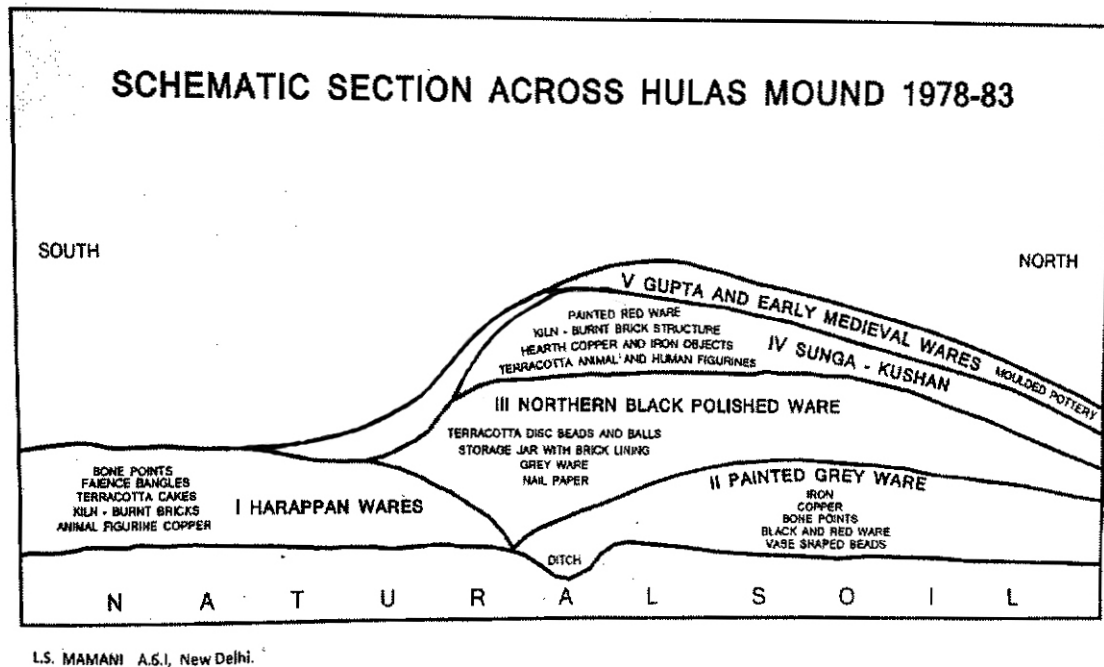 SCHEMATIC SECTION ACROSS HULAS MOUND 1978-83
SOUTH
NORTH
V GUPTA AND EARLY MEDIEVAL WARES
MOULDED POTTERY
PAINTED RED WARE
KILN - BURNT BRICK STRUCTURE
HEARTH COPPER AND IRON OBJECTS
TERRACOTTA ANIMAL AND HUMAN FIGURINES
IV SUNGA - KUSHAN
III NORTHERN BLACK POLISHED WARE
TERRACOTTA DISC BEADS AND BALLS
STORAGE JAR WITH BRICK LINING
GREY WARE
NAIL PAPER
BONE POINTS
FAIENCE BANGLES
TERRACOTTA CAKES
KILN - BURNT BRICKS
ANIMAL FIGURINE COPPER
I HARAPPAN WARES
II PAINTED GREY WARE
IRON
COPPER
BONE POINTS
BLACK AND RED WARE
VASE SHAPED BEADS
DITCH
N A T U R A L S O I L
L.S. MAMANI A.S.I, New Delhi.